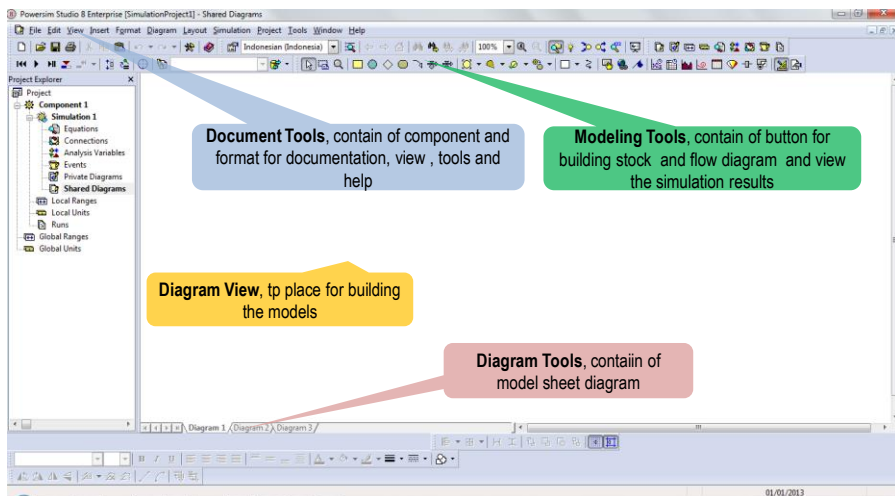 Powersim Studio 8 Enterprise [SimulationProject1] - Shared Diagrams
File Edit View Insert Format Diagram Layout Simulation Project Tools Window Help
Indonesian (Indonesia) 100%
Project Explorer
Project
Component 1
Simulation 1
Equations
Connections
Analysis Variables
Events
Private Diagrams
Shared Diagrams
Local Ranges
Local Units
Runs
Global Ranges
Global Units
Document Tools, contain of component and
format for documentation, view , tools and
help
Modeling Tools, contain of button for
building stock and flow diagram and view
the simulation results
Diagram View, tp place for building
the models
Diagram Tools, contaiin of
model sheet diagram
Diagram 1 Diagram 2 Diagram 3
B I U
01/01/2013